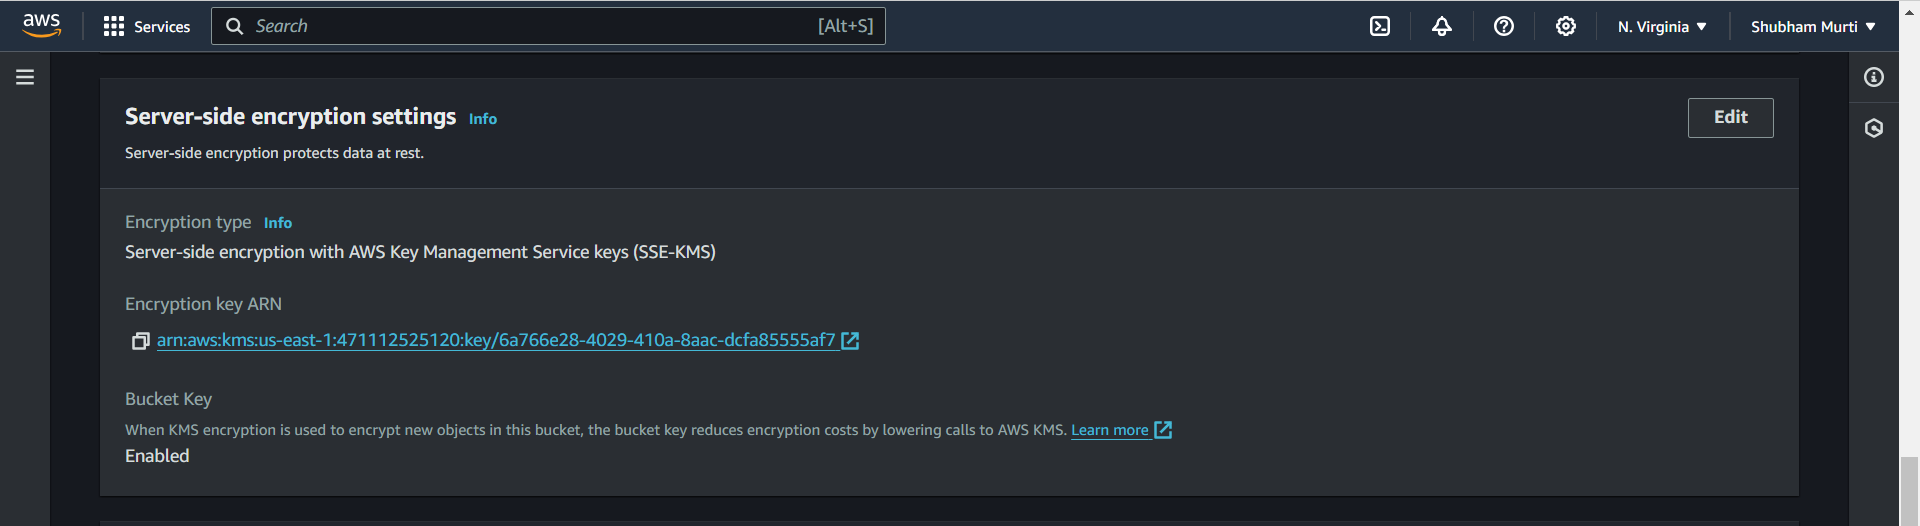 aws
Services
Search
[Alt+S]
N. Virginia
Shubham Murti
Server-side encryption settings Info
Edit
Server-side encryption protects data at rest.
Encryption type Info
Server-side encryption with AWS Key Management Service keys (SSE-KMS)
Encryption key ARN
arn:aws:kms:us-east-1:471112525120:key/6a766e28-4029-410a-8aac-dcfa85555af7
Bucket Key
When KMS encryption is used to encrypt new objects in this bucket, the bucket key reduces encryption costs by lowering calls to AWS KMS. Learn more
Enabled